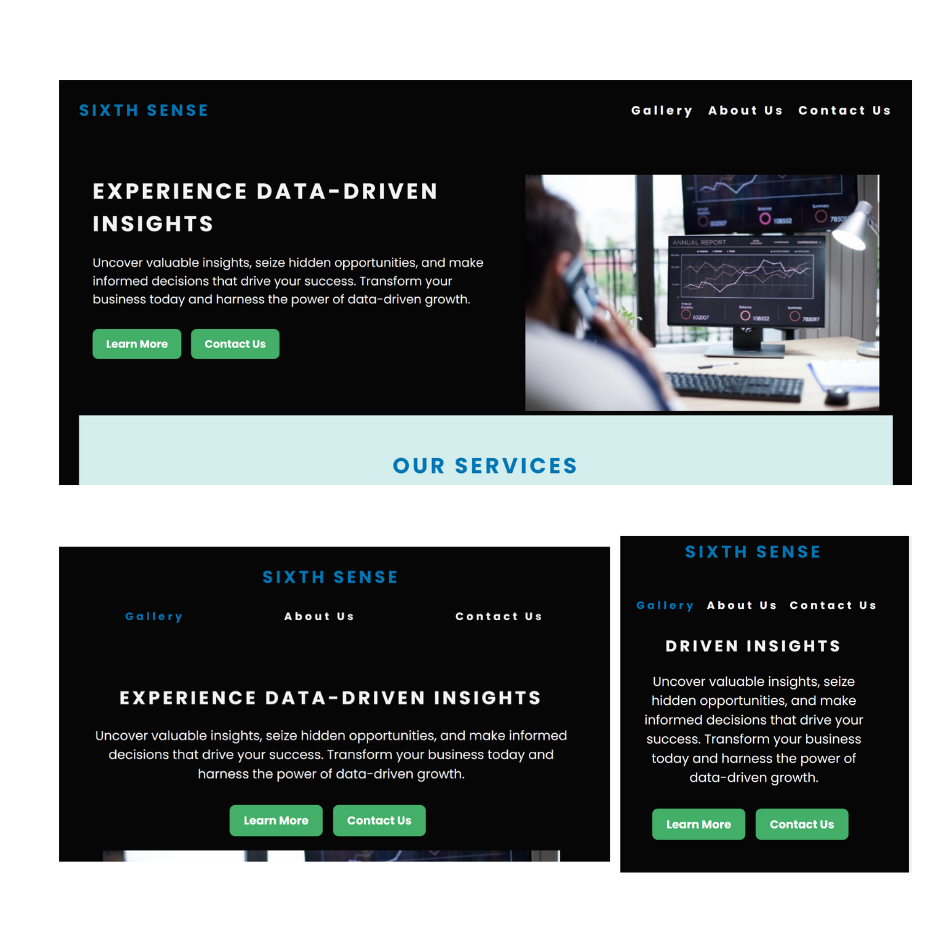 SIXTH SENSE
Gallery About Us Contact Us
EXPERIENCE DATA-DRIVEN
INSIGHTS
Uncover valuable insights, seize hidden opportunities, and make
informed decisions that drive your success. Transform your
business today and harness the power of data-driven growth.
Learn More Contact Us
Balance Summary
108552
ANNUAL REPORT
102007 108552 785097
OUR SERVICES
SIXTH SENSE
Gallery About Us Contact Us
EXPERIENCE DATA-DRIVEN INSIGHTS
Uncover valuable insights, seize hidden opportunities, and make informed
decisions that drive your success. Transform your business today and
harness the power of data-driven growth.
Learn More Contact Us
SIXTH SENSE
Gallery About Us Contact Us
DRIVEN INSIGHTS
Uncover valuable insights, seize
hidden opportunities, and make
informed decisions that drive your
success. Transform your business
today and harness the power of
data-driven growth.
Learn More Contact Us